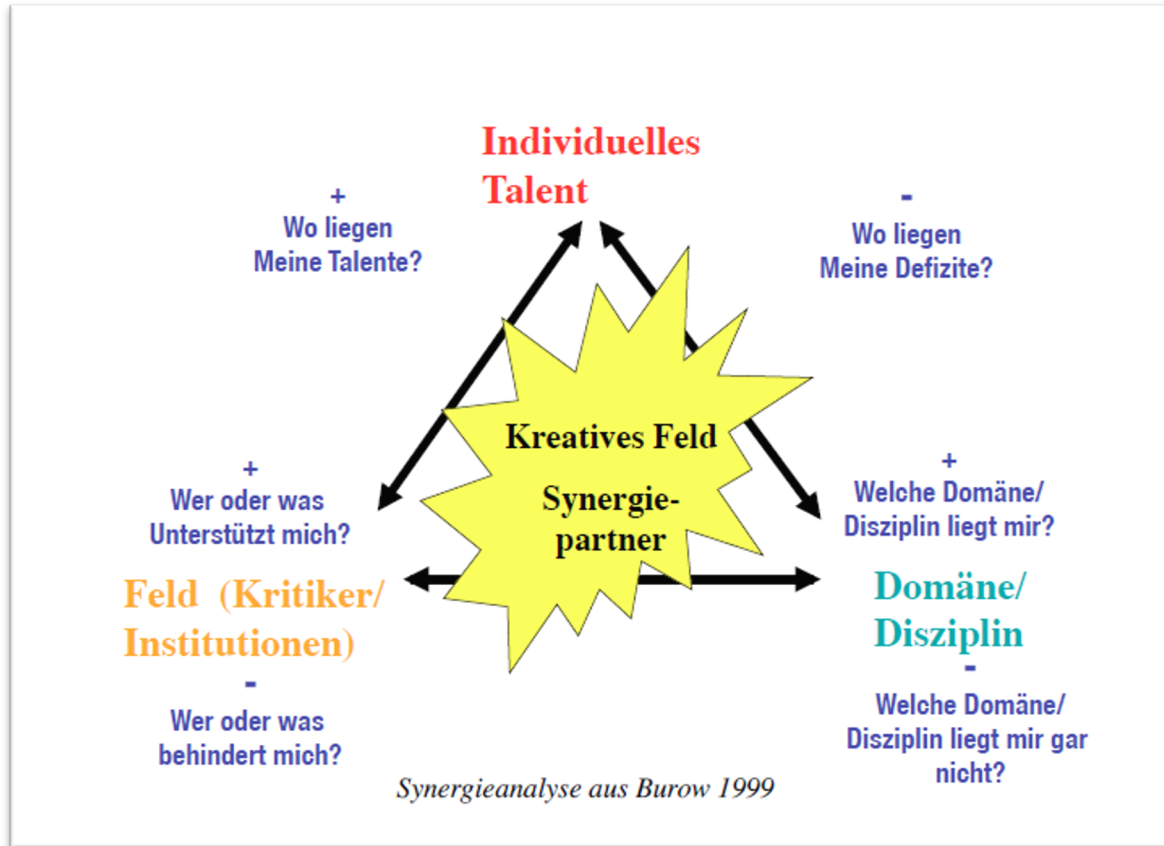 Individuelles
Talent
+
Wo liegen
Meine Talente?
-
Wo liegen
Meine Defizite?
Kreatives Feld
Synergie-
partner
+
Wer oder was
Unterstützt mich?
Feld (Kritiker/
Institutionen)
-
Wer oder was
behindert mich?
+
Welche Domäne/
Disziplin liegt mir?
Domäne/
Disziplin
-
Welche Domäne/
Disziplin liegt mir gar
nicht?
Synergieanalyse aus Burow 1999